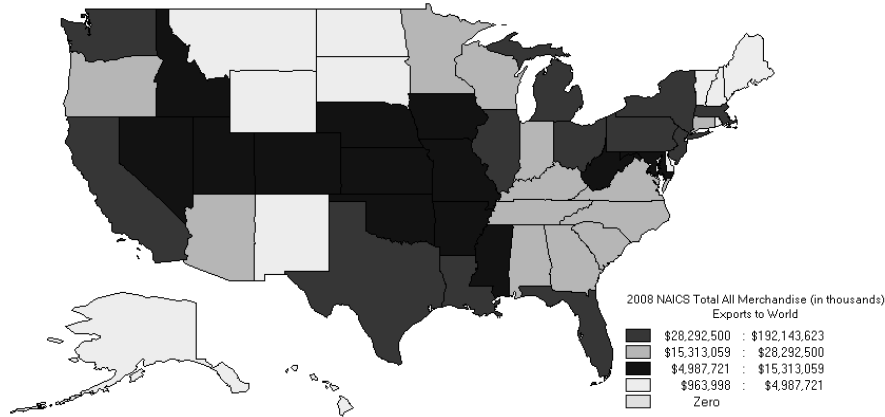 2008 NAICS Total All Merchandise (in thousands)
Exports to World
$28,292,500 : $192,143,623
$15,313,059 : $28,292,500
$4,987,721 : $15,313,059
$963,998 : $4,987,721
Zero